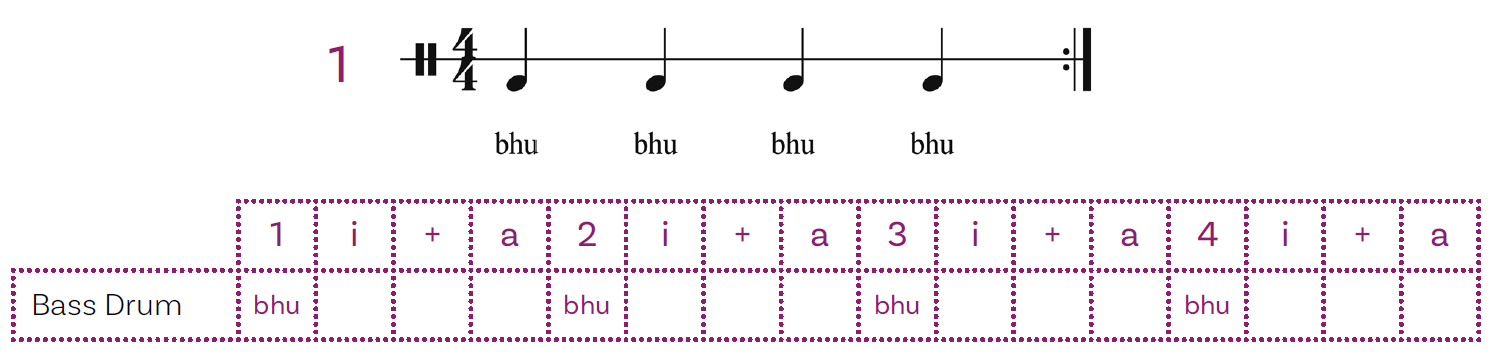 1 4/4
bhu bhu bhu bhu
1 i + a 2 i + a 3 i + a 4 i + a
Bass Drum bhu bhu bhu bhu